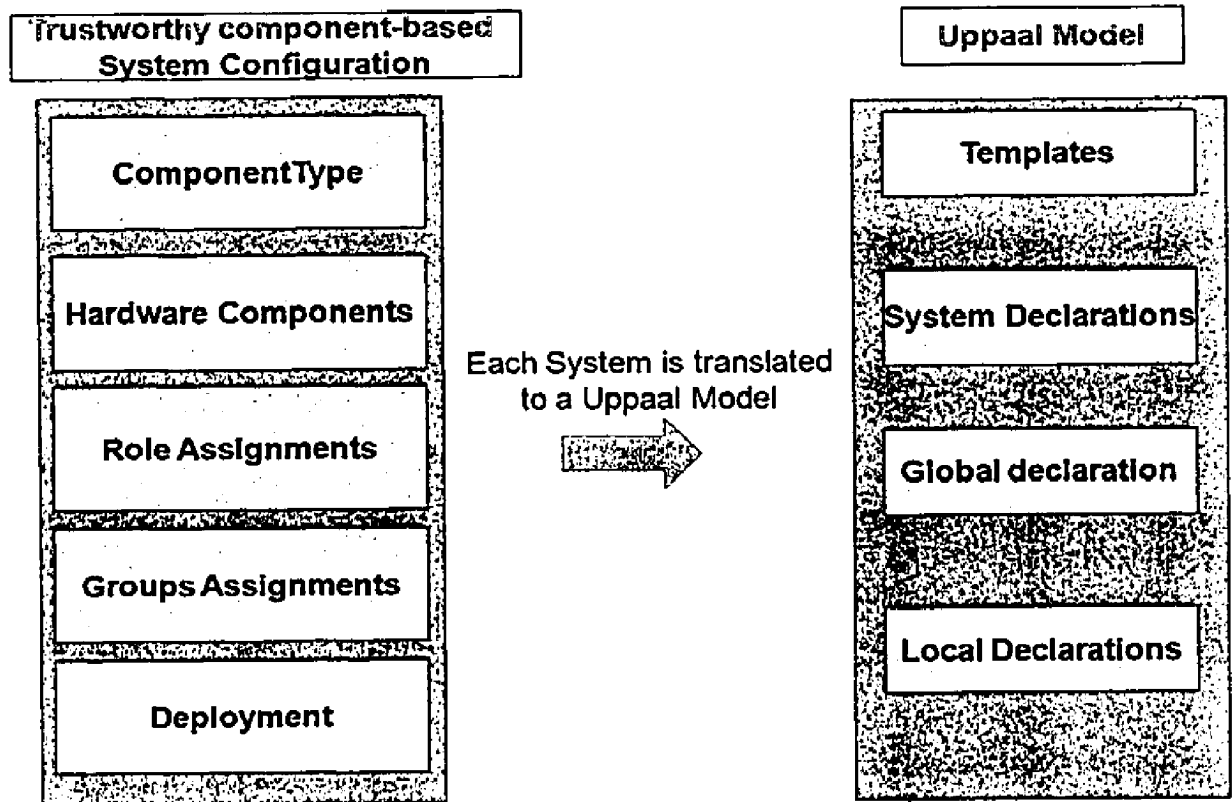 Trustworthy component-based
System Configuration
ComponentType
Hardware Components
Role Assignments
Groups Assignments
Deployment
Each System is translated
to a Uppaal Model
Uppaal Model
Templates
System Declarations
Global declaration
Local Declarations